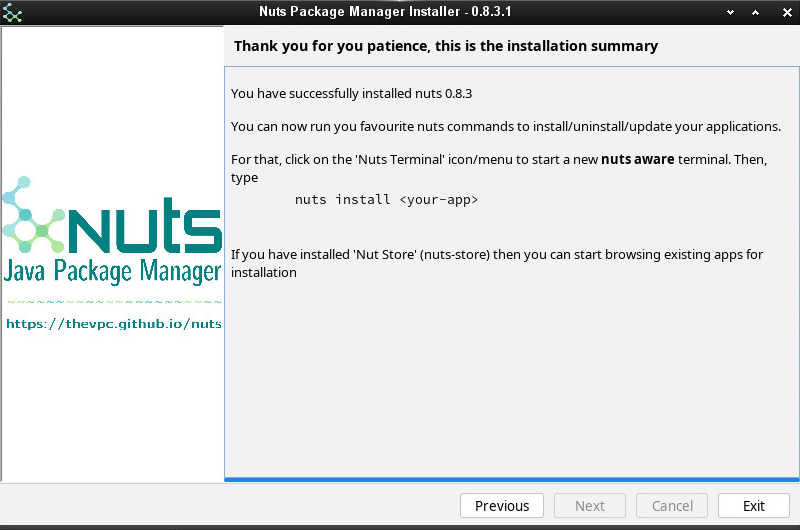 Nuts Package Manager Installer - 0.8.3.1
Thank you for you patience, this is the installation summary
You have successfully installed nuts 0.8.3
You can now run you favourite nuts commands to install/uninstall/update your applications.
For that, click on the 'Nuts Terminal' icon/menu to start a new nuts aware terminal. Then,
type
nuts install <your-app>
If you have installed 'Nut Store' (nuts-store) then you can start browsing existing apps for
installation
nuts
Java Package Manager
~~~~~~~~~~~~~~~~~~~~~~
https://thevpc.github.io/nuts
Previous
Next
Cancel
Exit